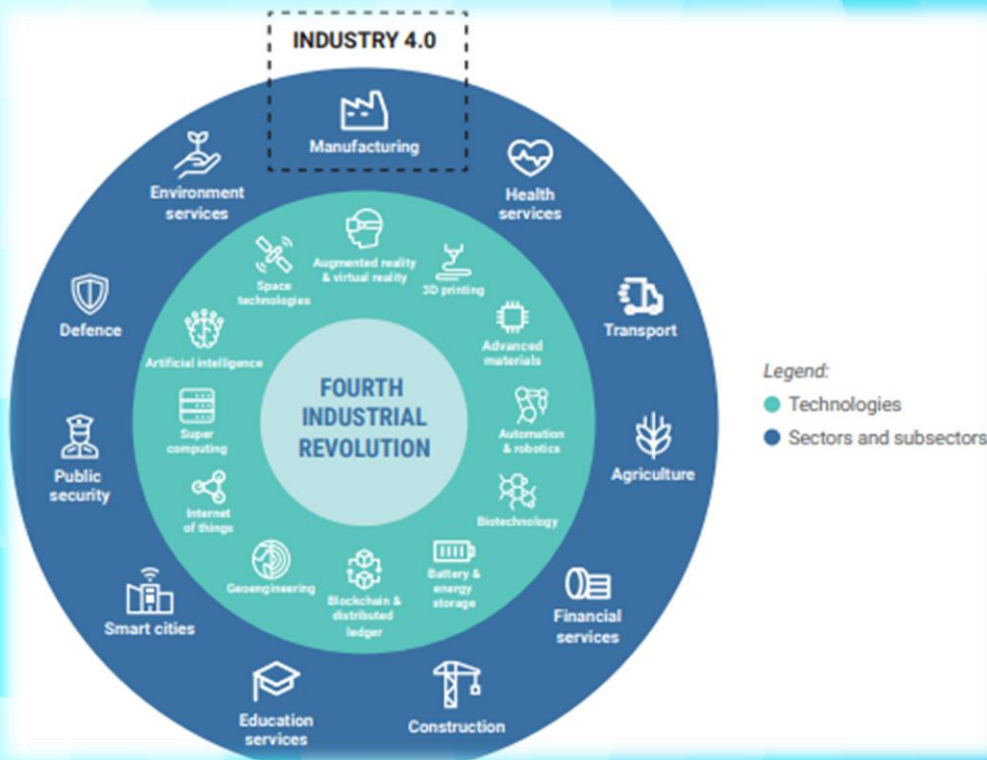 INDUSTRY 4.0
Manufacturing
Health
services
Transport
Agriculture
Financial
services
Construction
Education
services
Smart cities
Public
security
Defence
Environment
services
Augmented reality
& virtual reality
3D printing
Advanced
materials
Automation
& robotics
Biotechnology
Battery &
energy
storage
Blockchain &
distributed
ledger
Geoengineering
Internet
of things
Super
computing
Artificial intelligence
Space
technologies
FOURTH
INDUSTRIAL
REVOLUTION
Legend:
Technologies
Sectors and subsectors